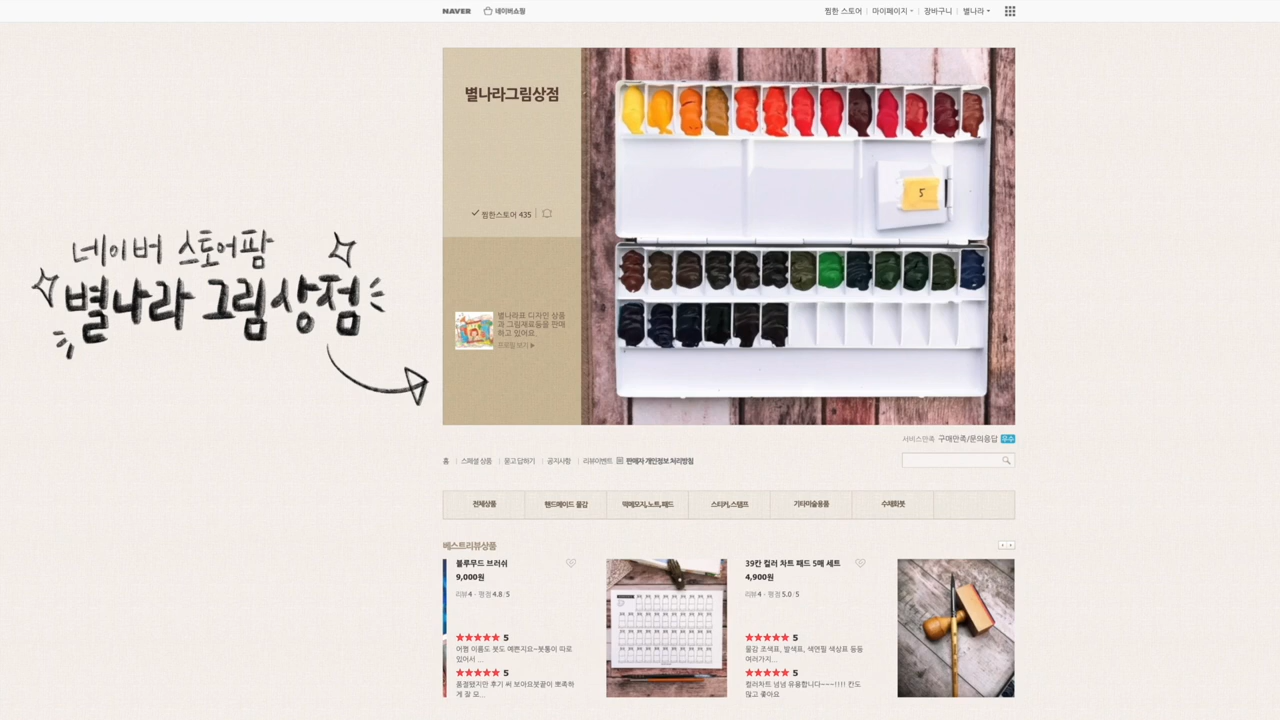 NAVER 네이버쇼핑 찜한 스토어 마이페이지 장바구니 별나라
별나라그림상점
5
찜한스토어 435
네이버 스토어팜
별나라 그림상점
별나라표 디자인 상품
과 그림재료들을 판매
하고 있어요.
프로필 보기
서비스만족 구매만족/문의응답 우수
홈 스페셜 상품 묻고 답하기 공지사항 리뷰이벤트 판매자 개인정보 처리방침
전체상품 핸드메이드 물감 떡메모지,노트,패드 스티커,스탬프 기타미술용품 수채화붓
베스트리뷰상품
블루무드 브러쉬
9,000원
리뷰4 · 평점4.8/5
5
어쩜 이름도 붓도 예쁜지요~붓통이 따로
있어서 ...
5
품절됐지만 후기 써 보아요붓끝이 뾰족하
게 잘 모...
39칸 컬러 차트 패드 5매 세트
4,900원
리뷰4 · 평점5.0/5
5
물감 조색표, 발색표, 색연필 색상표 등등
여러가지...
5
컬러차트 넘넘 유용합니다~~~!!!! 칸도
많고 좋아요